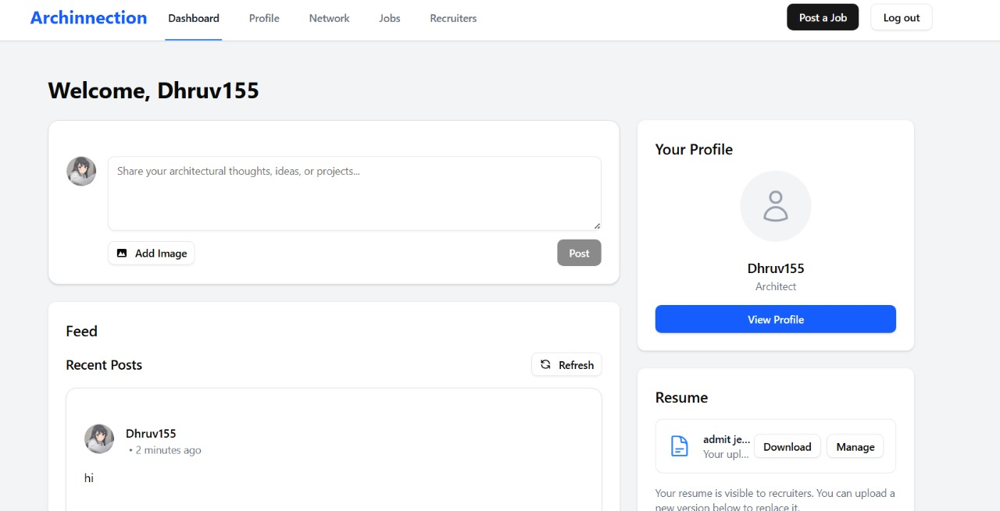 Archinnection Dashboard Profile Network Jobs Recruiters Post a Job Log out
Welcome, Dhruv155
Share your architectural thoughts, ideas, or projects...
Add Image Post
Feed
Recent Posts Refresh
Dhruv155
• 2 minutes ago
hi
Your Profile
Dhruv155
Architect
View Profile
Resume
admit je...
Your upl...
Download Manage
Your resume is visible to recruiters. You can upload a
new version below to replace it.